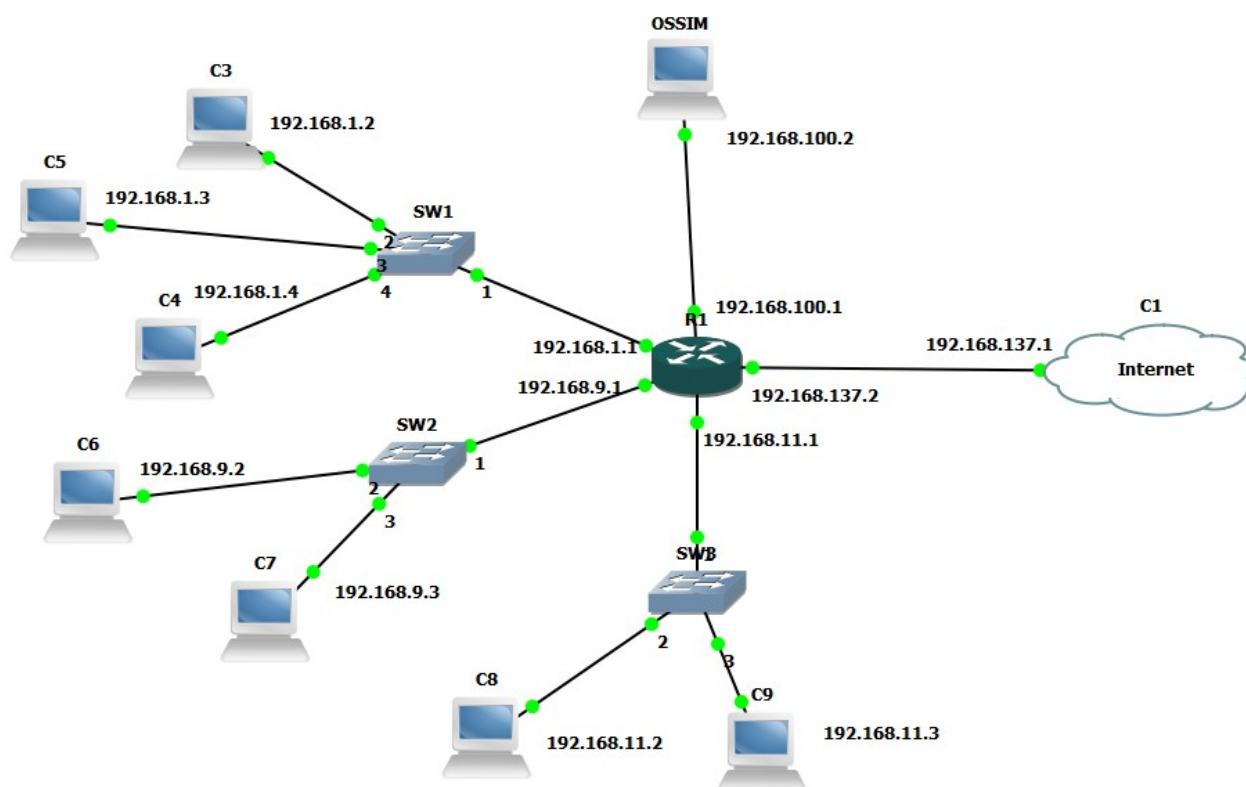 OSSIM
C3
192.168.1.2
192.168.100.2
C5
192.168.1.3
SW1
2
3
4
1
192.168.1.4
C4
192.168.100.1
R1
C1
192.168.1.1
192.168.137.1
Internet
192.168.9.1
192.168.137.2
SW2
192.168.11.1
C6
192.168.9.2
1
2
3
C7
192.168.9.3
1
SW3
2
3
C8
C9
192.168.11.2
192.168.11.3